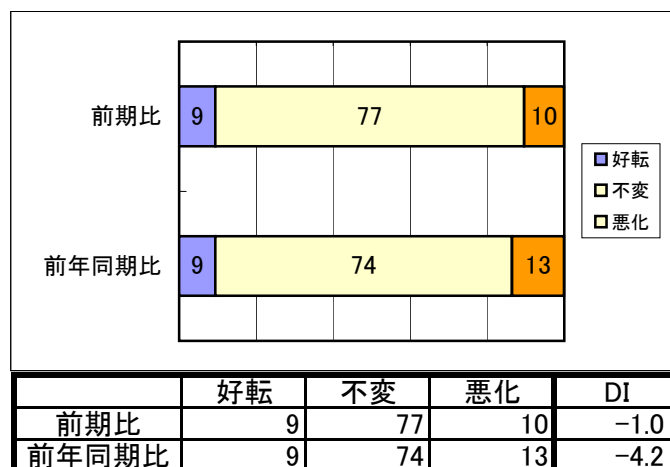 前期比 9 77 10
前年同期比 9 74 13
好転
不変
悪化
好転 不変 悪化 DI
前期比 9 77 10 -1.0
前年同期比 9 74 13 -4.2